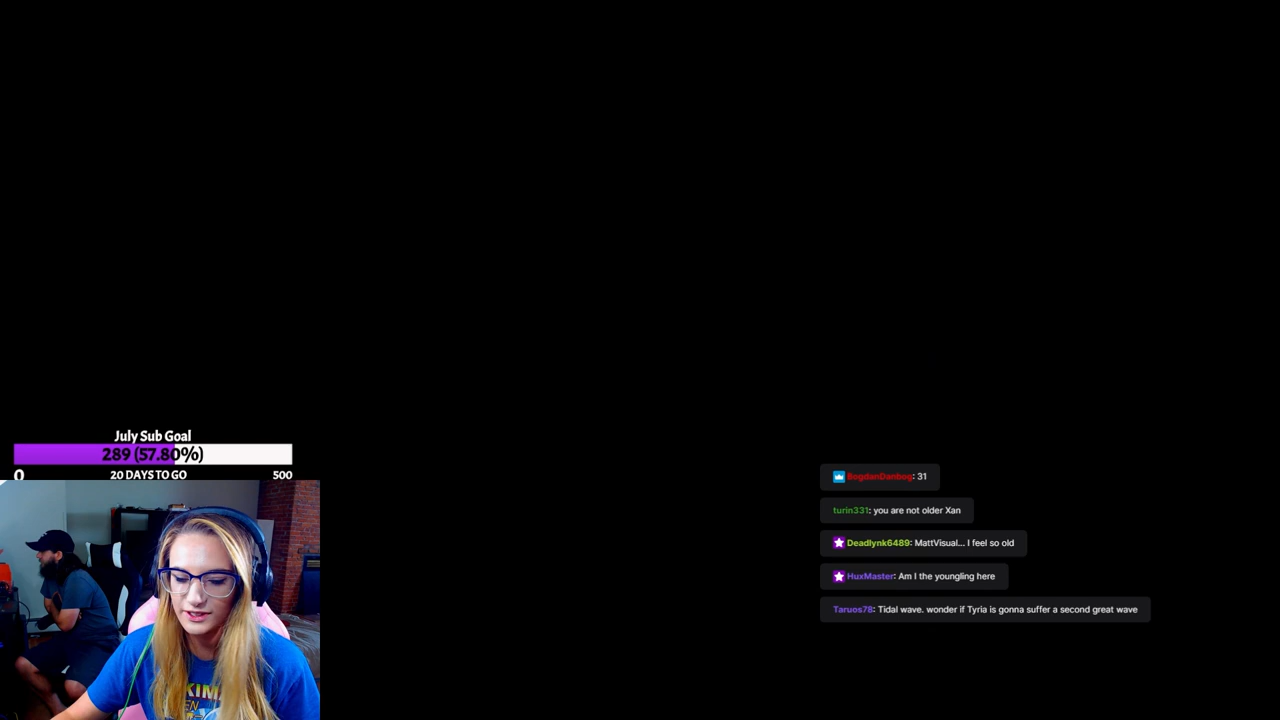 July Sub Goal
289 (57.80%)
0 20 DAYS TO GO 500
BogdanDanbog: 31
turin331: you are not older Xan
Deadlynk6489: MattVisual... I feel so old
HuxMaster: Am I the youngling here
Taruos78: Tidal wave. wonder if Tyria is gonna suffer a second great wave